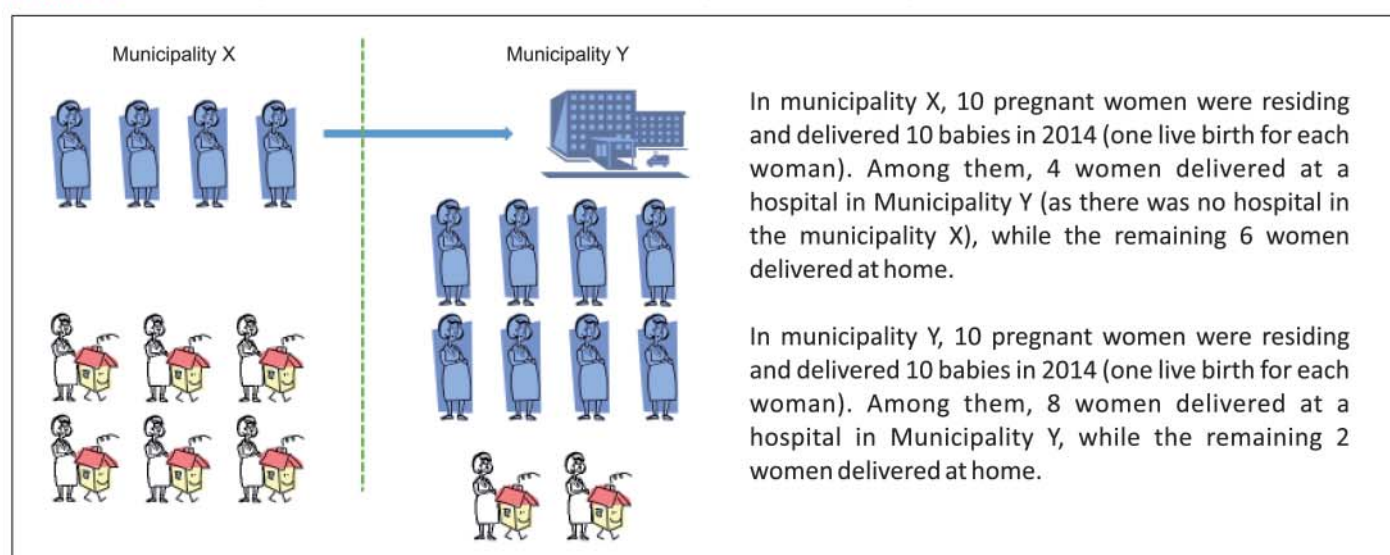 Municipality X
Municipality Y
In municipality X, 10 pregnant women were residing
and delivered 10 babies in 2014 (one live birth for each
woman). Among them, 4 women delivered at a
hospital in Municipality Y (as there was no hospital in
the municipality X), while the remaining 6 women
delivered at home.
In municipality Y, 10 pregnant women were residing
and delivered 10 babies in 2014 (one live birth for each
woman). Among them, 8 women delivered at a
hospital in Municipality Y, while the remaining 2
women delivered at home.